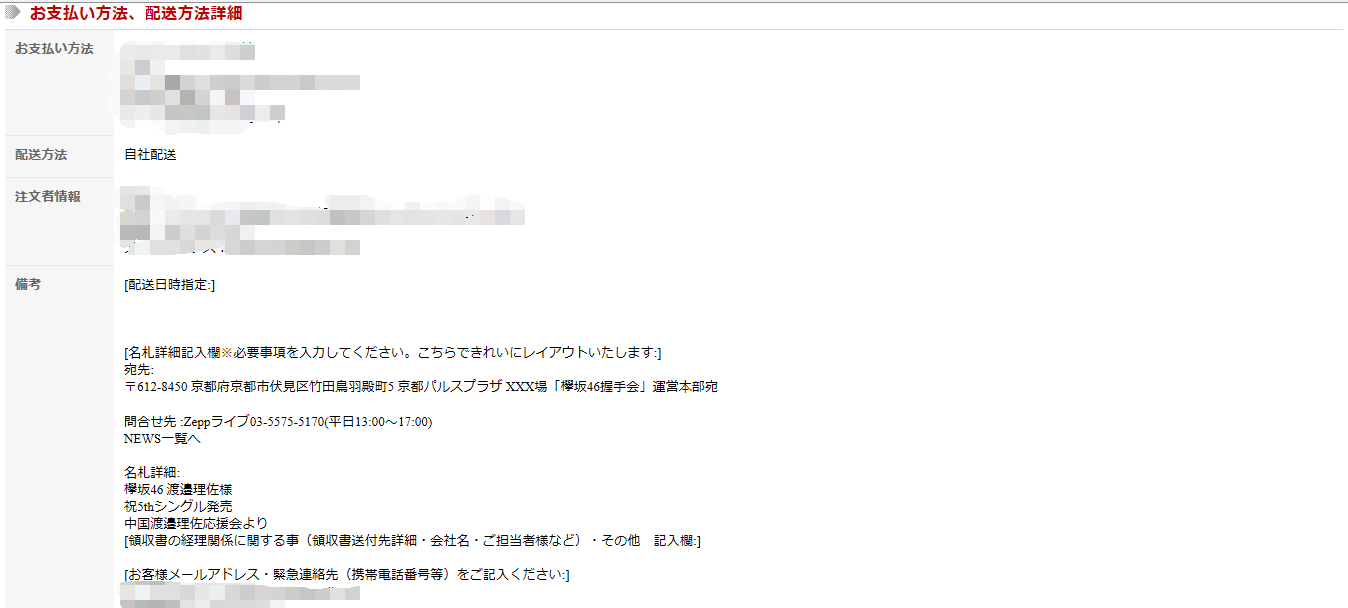 お支払い方法、配送方法詳細
お支払い方法
配送方法
自社配送
注文者情報
備考
[配送日時指定:]
[名札詳細記入欄※必要事項を入力してください。こちらできれいにレイアウトいたします:]
宛先:
〒612-8450 京都府京都市伏見区竹田鳥羽殿町5 京都パルスプラザ XXX場「欅坂46握手会」運営本部宛
問合せ先 :Zeppライブ03-5575-5170(平日13:00～17:00)
NEWS一覧へ
名札詳細:
欅坂46 渡邉理佐様
祝5thシングル発売
中国渡邉理佐応援会より
[領収書の経理関係に関する事（領収書送付先詳細・会社名・ご担当者様など）・その他　記入欄:]
[お客様メールアドレス・緊急連絡先（携帯電話番号等）をご記入ください:]